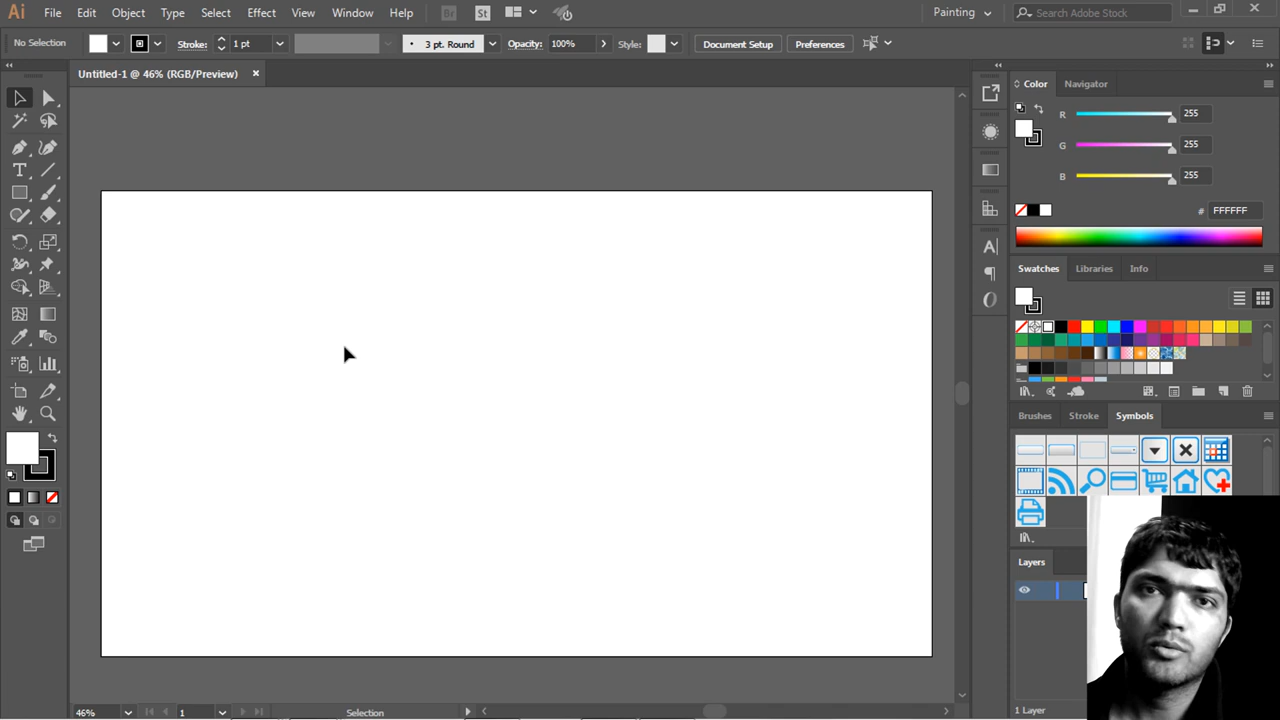 Ai File Edit Object Type Select Effect View Window Help Br St Painting Search Adobe Stock
No Selection Stroke: 1 pt 3 pt. Round Opacity: 100% Style: Document Setup Preferences
Untitled-1 @ 46% (RGB/Preview) ×
Color Navigator
R 255
G 255
B 255
# FFFFFF
Swatches Libraries Info
Brushes Stroke Symbols
Layers
1 Layer
46% 1 Selection